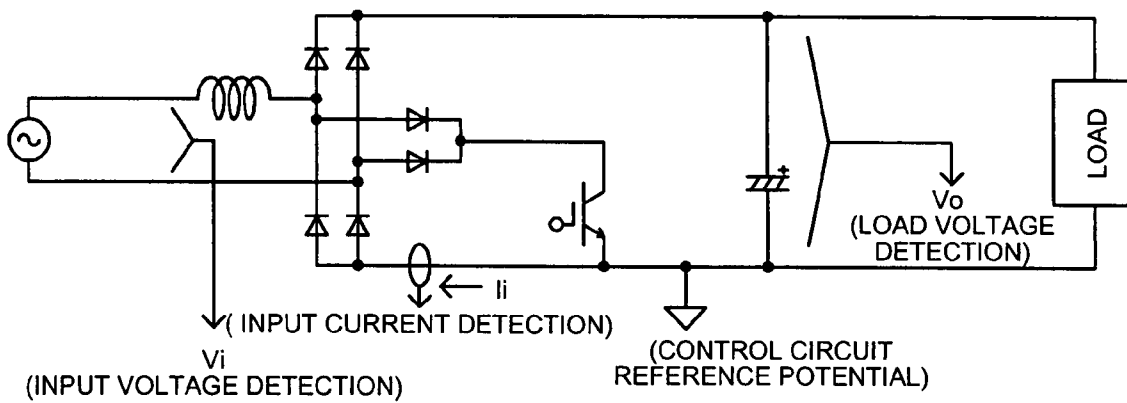 LOAD
Vo
(LOAD VOLTAGE
DETECTION)
Ii
( INPUT CURRENT DETECTION)
Vi
(INPUT VOLTAGE DETECTION)
(CONTROL CIRCUIT
REFERENCE POTENTIAL)
+